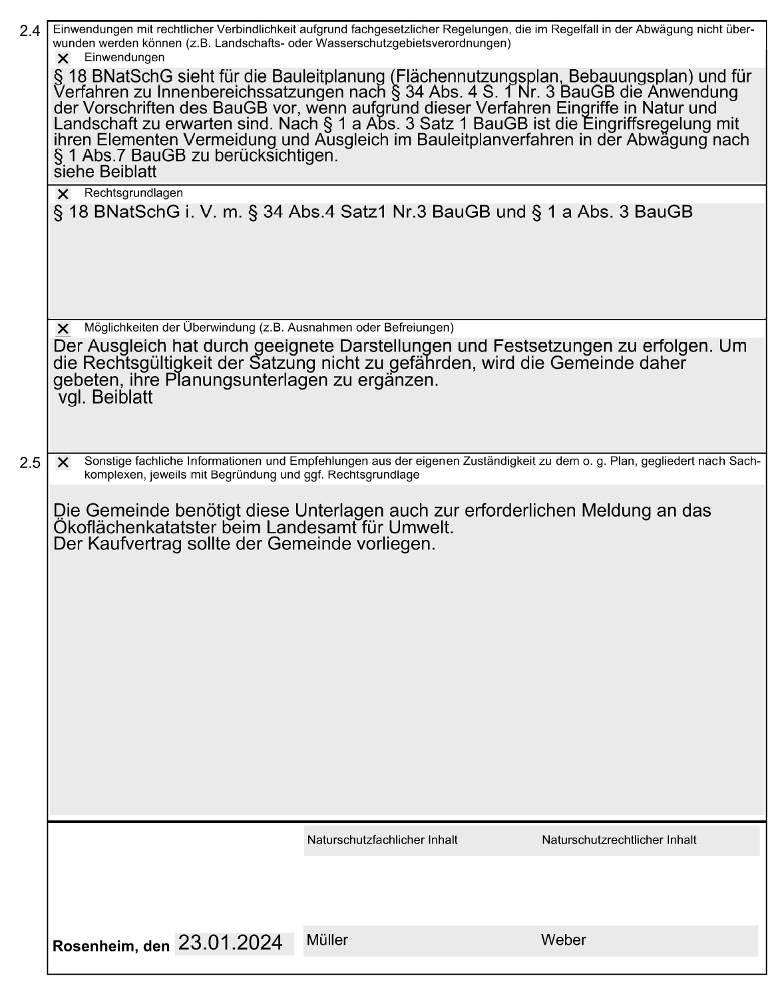 2.4 Einwendungen mit rechtlicher Verbindlichkeit aufgrund fachgesetzlicher Regelungen, die im Regelfall in der Abwägung nicht über-
wunden werden können (z.B. Landschafts- oder Wasserschutzgebietsverordnungen)
☒ Einwendungen
§ 18 BNatSchG sieht für die Bauleitplanung (Flächennutzungsplan, Bebauungsplan) und für
Verfahren zu Innenbereichssatzungen nach § 34 Abs. 4 S. 1 Nr. 3 BauGB die Anwendung
der Vorschriften des BauGB vor, wenn aufgrund dieser Verfahren Eingriffe in Natur und
Landschaft zu erwarten sind. Nach § 1 a Abs. 3 Satz 1 BauGB ist die Eingriffsregelung mit
ihren Elementen Vermeidung und Ausgleich im Bauleitplanverfahren in der Abwägung nach
§ 1 Abs.7 BauGB zu berücksichtigen.
siehe Beiblatt
☒ Rechtsgrundlagen
§ 18 BNatSchG i. V. m. § 34 Abs.4 Satz1 Nr.3 BauGB und § 1 a Abs. 3 BauGB
☒ Möglichkeiten der Überwindung (z.B. Ausnahmen oder Befreiungen)
Der Ausgleich hat durch geeignete Darstellungen und Festsetzungen zu erfolgen. Um
die Rechtsgültigkeit der Satzung nicht zu gefährden, wird die Gemeinde daher
gebeten, ihre Planungsunterlagen zu ergänzen.
vgl. Beiblatt
2.5 ☒ Sonstige fachliche Informationen und Empfehlungen aus der eigenen Zuständigkeit zu dem o. g. Plan, gegliedert nach Sach-
komplexen, jeweils mit Begründung und ggf. Rechtsgrundlage
Die Gemeinde benötigt diese Unterlagen auch zur erforderlichen Meldung an das
Ökoflächenkatatster beim Landesamt für Umwelt.
Der Kaufvertrag sollte der Gemeinde vorliegen.
Naturschutzfachlicher Inhalt Naturschutzrechtlicher Inhalt
Rosenheim, den 23.01.2024 Müller Weber